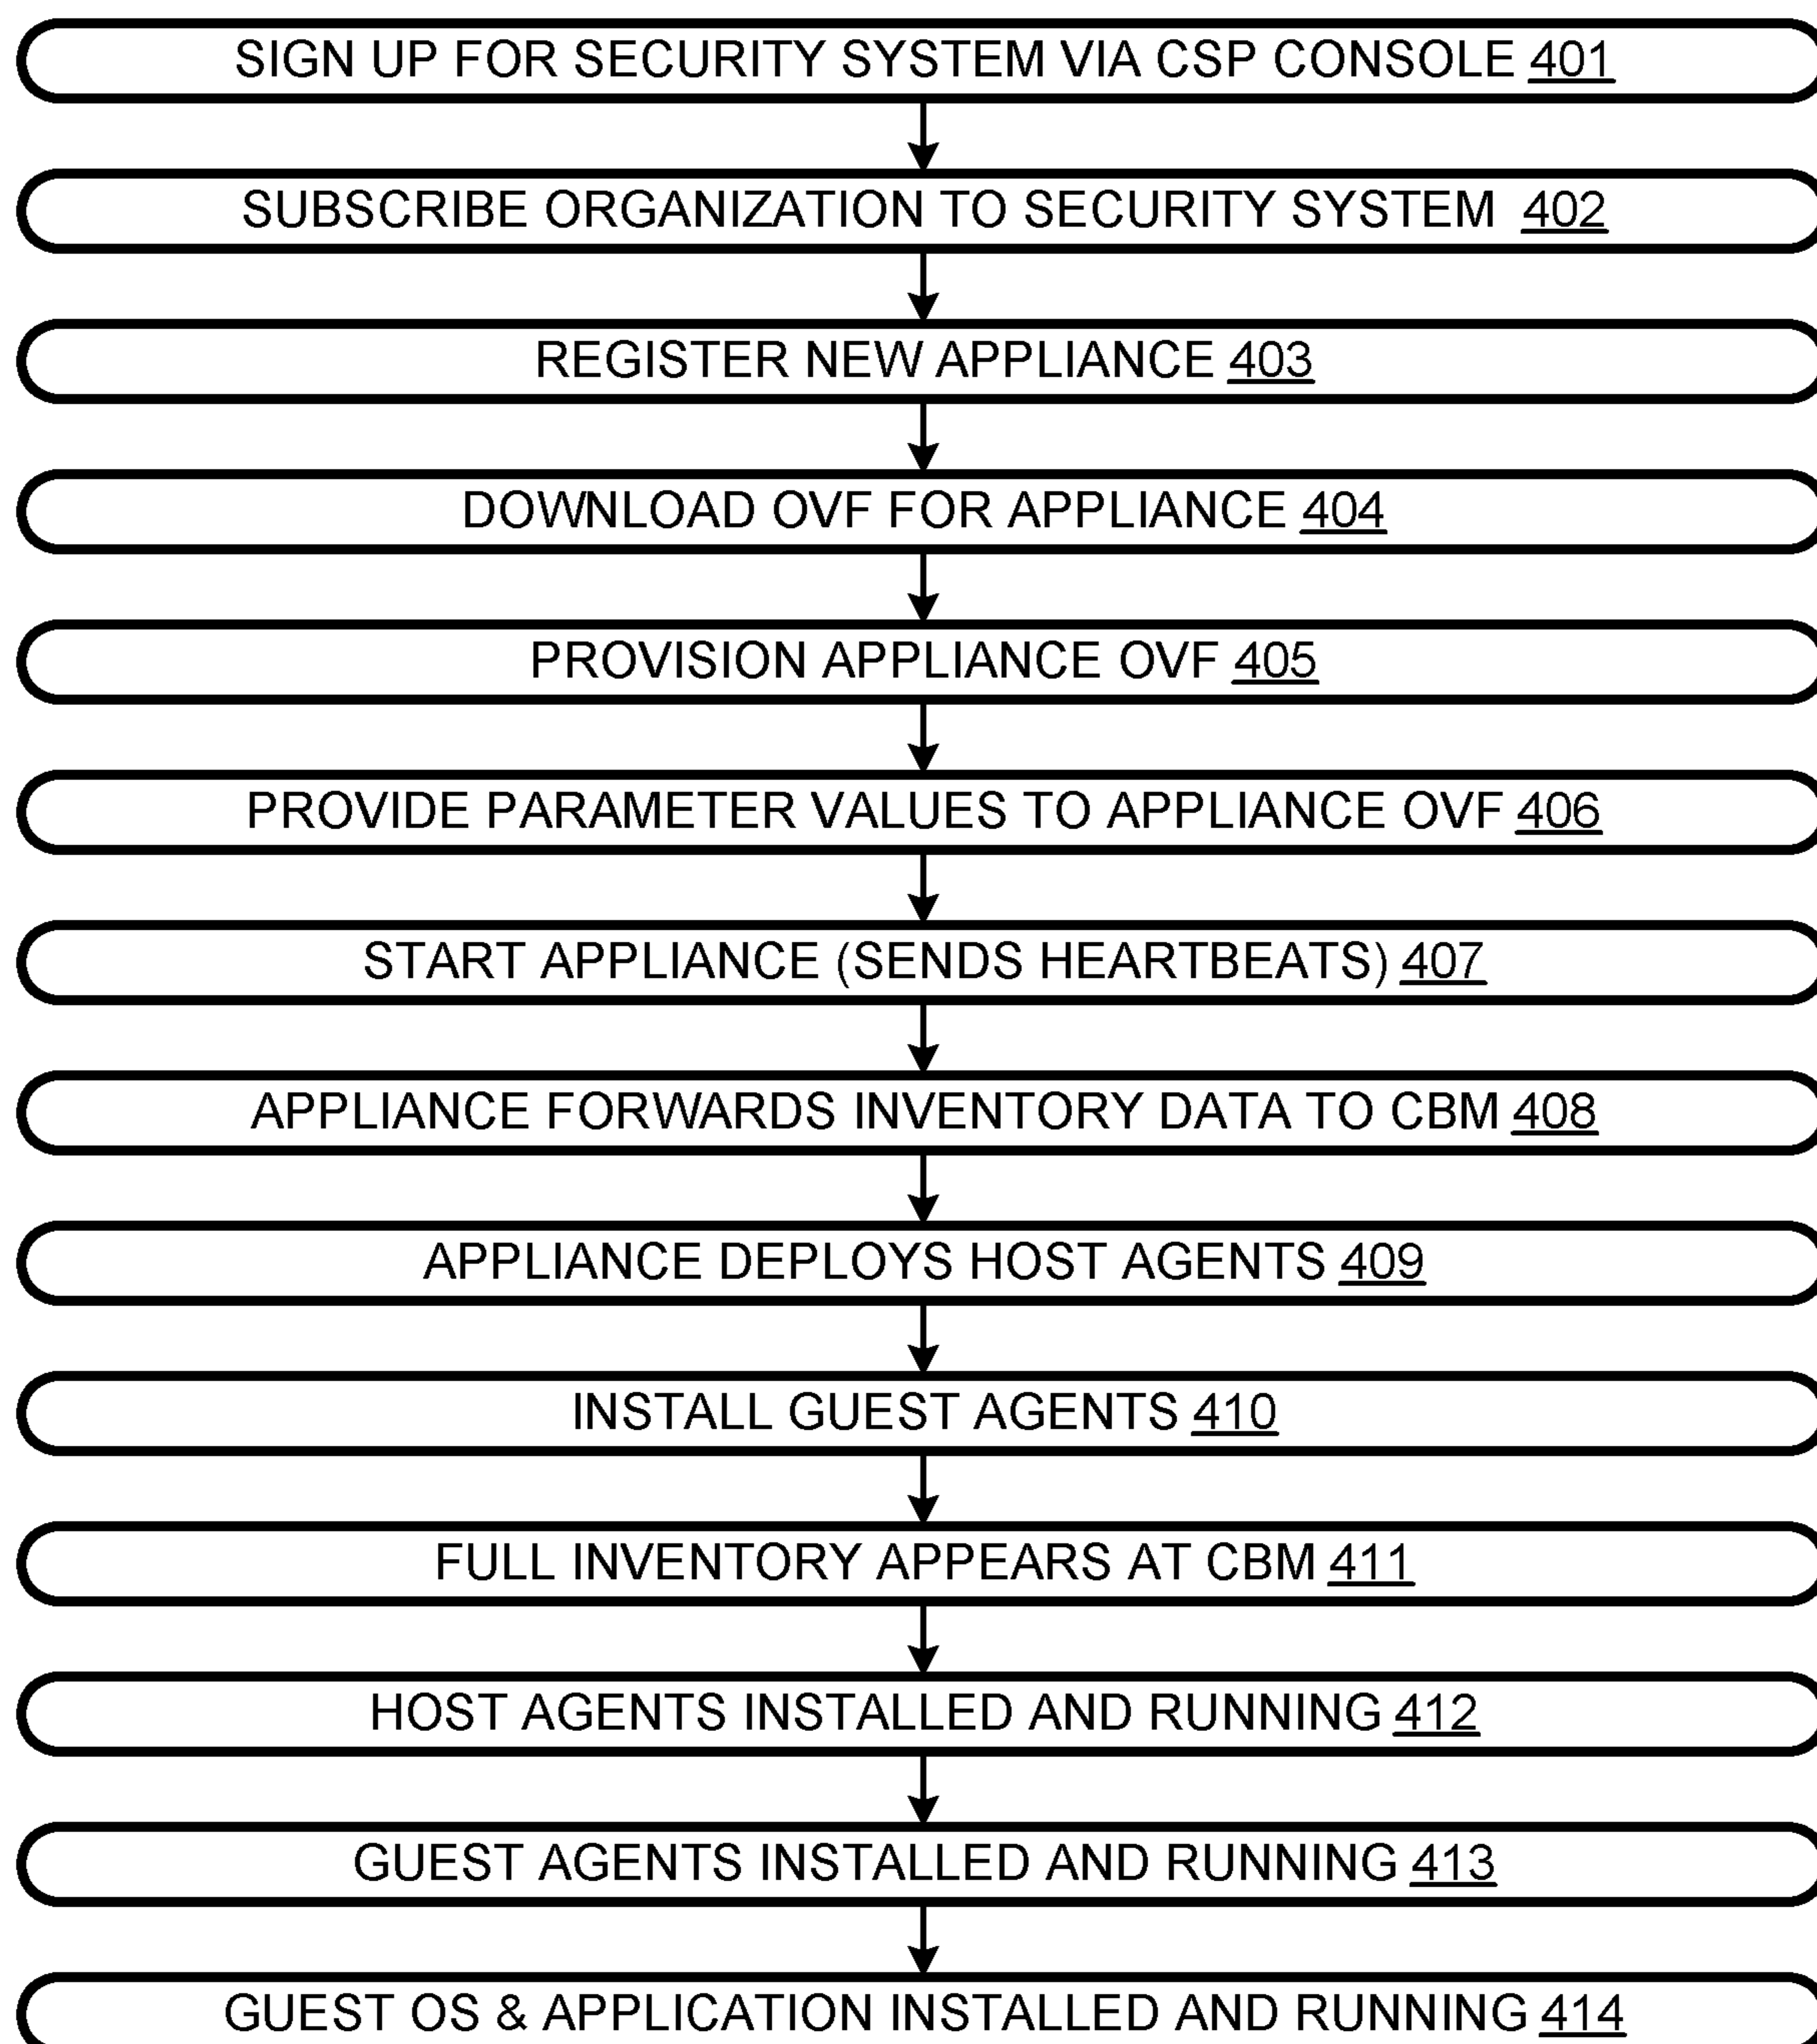 SIGN UP FOR SECURITY SYSTEM VIA CSP CONSOLE 401
SUBSCRIBE ORGANIZATION TO SECURITY SYSTEM 402
REGISTER NEW APPLIANCE 403
DOWNLOAD OVF FOR APPLIANCE 404
PROVISION APPLIANCE OVF 405
PROVIDE PARAMETER VALUES TO APPLIANCE OVF 406
START APPLIANCE (SENDS HEARTBEATS) 407
APPLIANCE FORWARDS INVENTORY DATA TO CBM 408
APPLIANCE DEPLOYS HOST AGENTS 409
INSTALL GUEST AGENTS 410
FULL INVENTORY APPEARS AT CBM 411
HOST AGENTS INSTALLED AND RUNNING 412
GUEST AGENTS INSTALLED AND RUNNING 413
GUEST OS & APPLICATION INSTALLED AND RUNNING 414